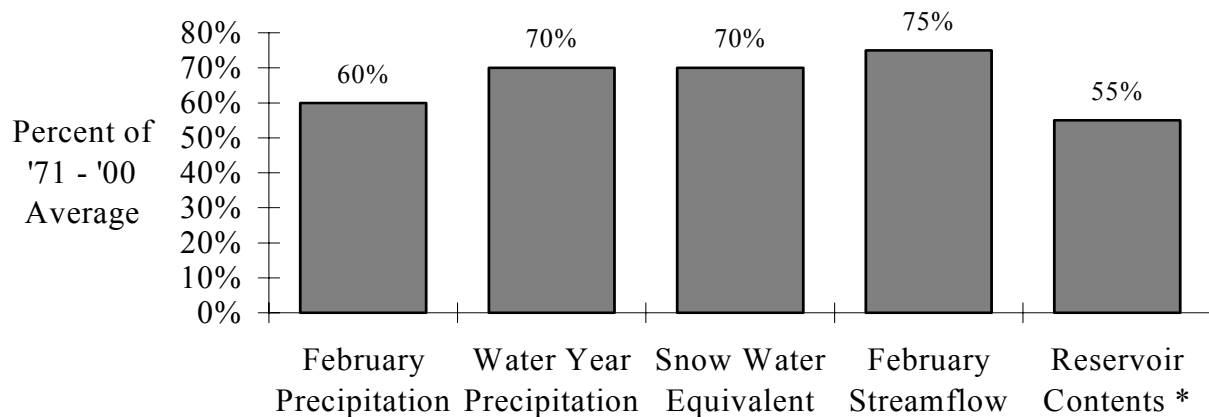 Percent of
'71 - '00
Average
80%
70%
60%
50%
40%
30%
20%
10%
0%
60%
70%
70%
75%
55%
February
Precipitation
Water Year
Precipitation
Snow Water
Equivalent
February
Streamflow
Reservoir
Contents *